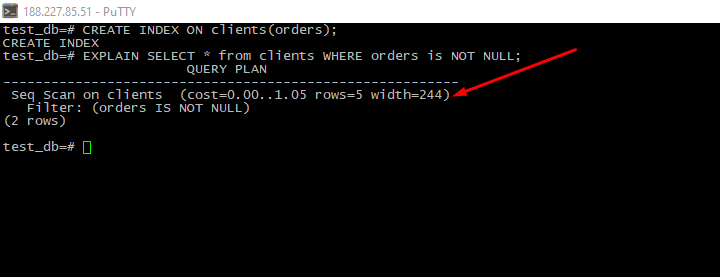 188.227.85.51 - PuTTY
test_db=# CREATE INDEX ON clients(orders);
CREATE INDEX
test_db=# EXPLAIN SELECT * from clients WHERE orders is NOT NULL;
QUERY PLAN
---------------------------------------------------------
Seq Scan on clients  (cost=0.00..1.05 rows=5 width=244)
Filter: (orders IS NOT NULL)
(2 rows)
test_db=#